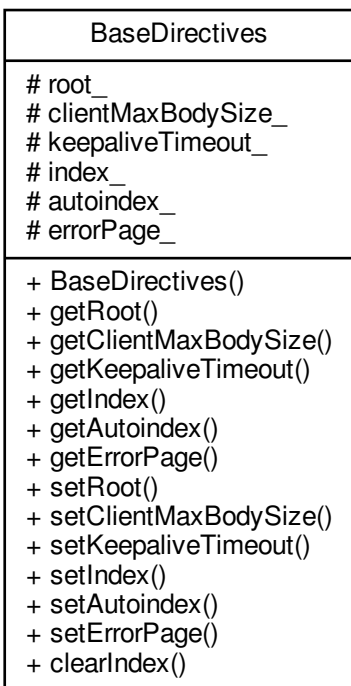 BaseDirectives
# root_
# clientMaxBodySize_
# keepaliveTimeout_
# index_
# autoindex_
# errorPage_
+ BaseDirectives()
+ getRoot()
+ getClientMaxBodySize()
+ getKeepaliveTimeout()
+ getIndex()
+ getAutoindex()
+ getErrorPage()
+ setRoot()
+ setClientMaxBodySize()
+ setKeepaliveTimeout()
+ setIndex()
+ setAutoindex()
+ setErrorPage()
+ clearIndex()